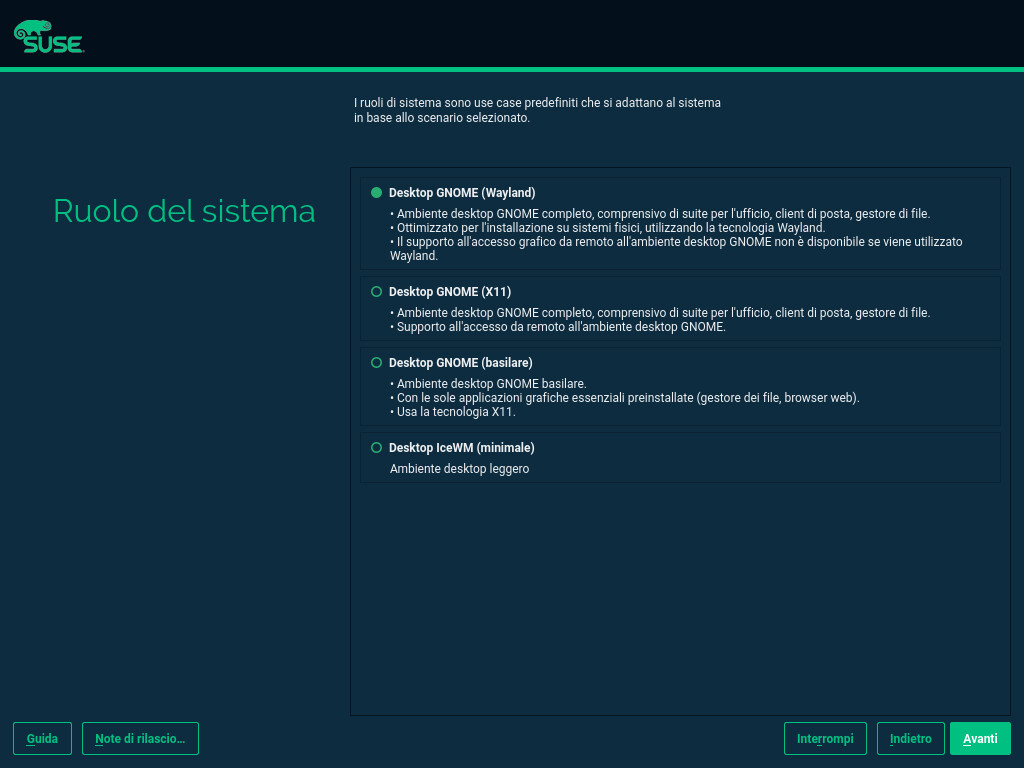 SUSE
I ruoli di sistema sono use case predefiniti che si adattano al sistema
in base allo scenario selezionato.
Ruolo del sistema
Desktop GNOME (Wayland)
• Ambiente desktop GNOME completo, comprensivo di suite per l'ufficio, client di posta, gestore di file.
• Ottimizzato per l'installazione su sistemi fisici, utilizzando la tecnologia Wayland.
• Il supporto all'accesso grafico da remoto all'ambiente desktop GNOME non è disponibile se viene utilizzato
Wayland.
Desktop GNOME (X11)
• Ambiente desktop GNOME completo, comprensivo di suite per l'ufficio, client di posta, gestore di file.
• Supporto all'accesso da remoto all'ambiente desktop GNOME.
Desktop GNOME (basilare)
• Ambiente desktop GNOME basilare.
• Con le sole applicazioni grafiche essenziali preinstallate (gestore dei file, browser web).
• Usa la tecnologia X11.
Desktop IceWM (minimale)
Ambiente desktop leggero
Guida
Note di rilascio...
Interrompi
Indietro
Avanti